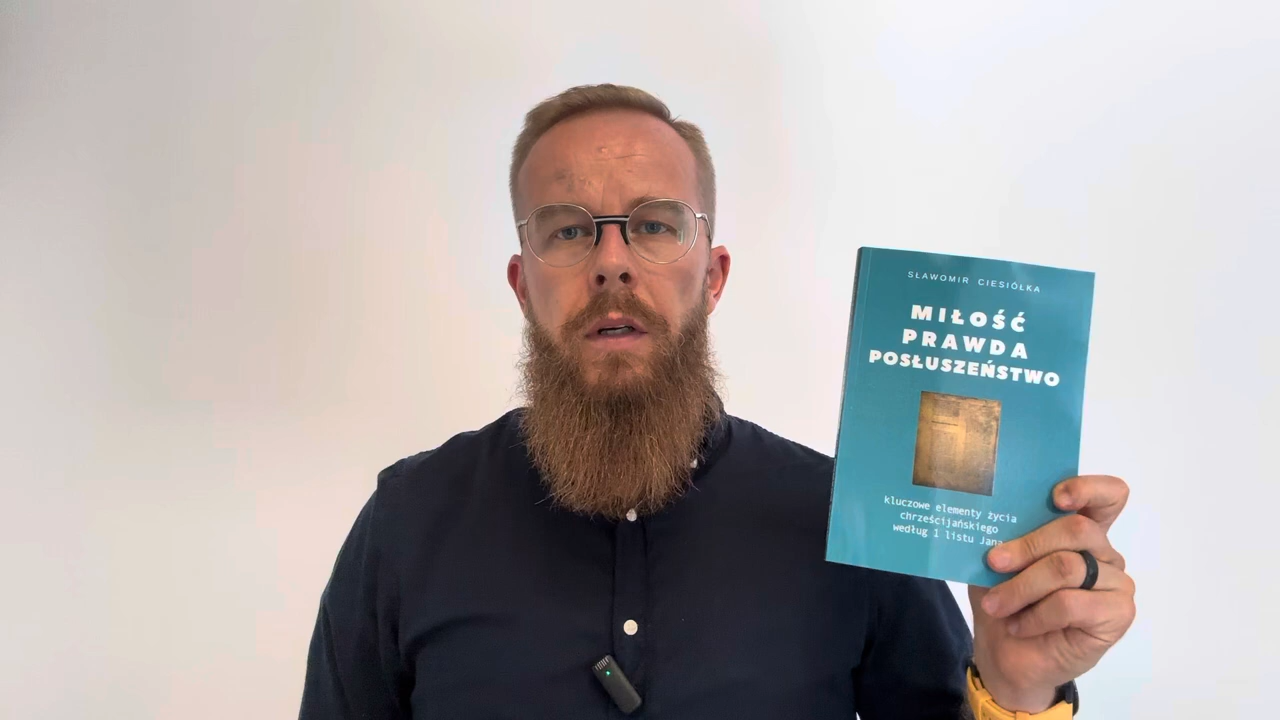 SŁAWOMIR CIESIÓŁKA
MIŁOŚĆ
PRAWDA
POSŁUSZEŃSTWO
kluczowe elementy życia
chrześcijańskiego
według 1 listu Jana